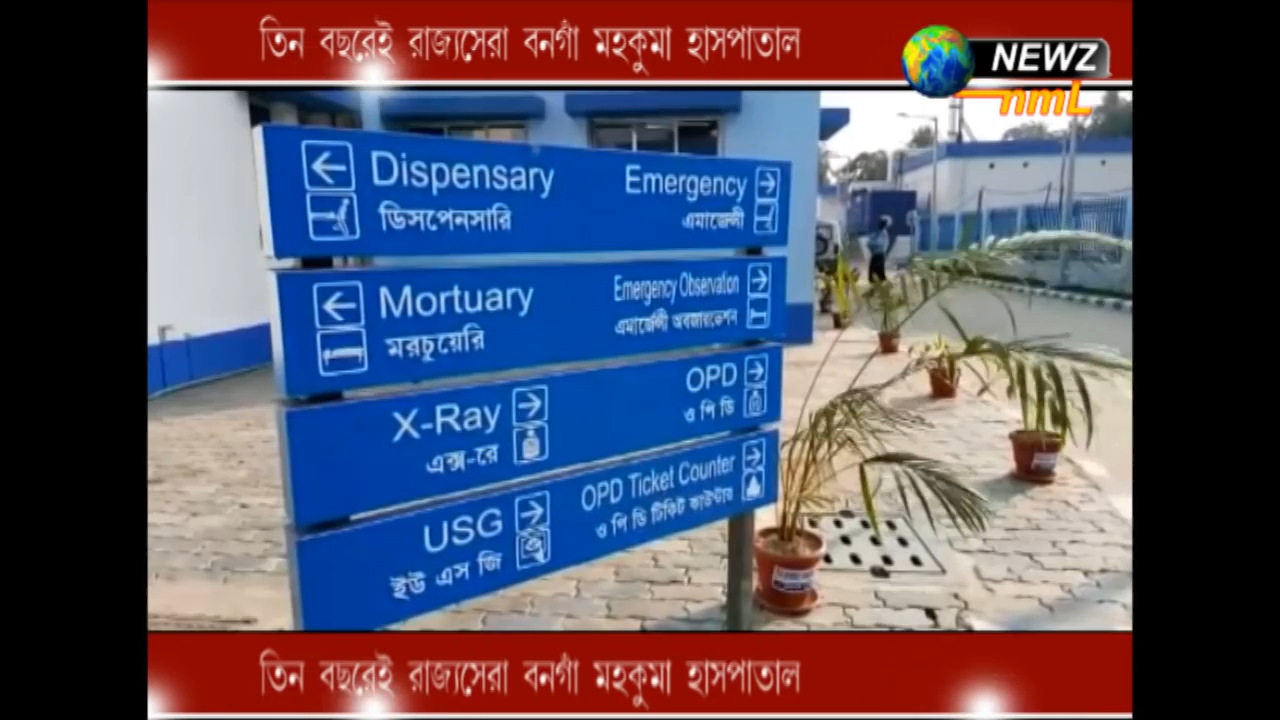 তিন বছরেই রাজ্যসেরা বনগাঁ মহকুমা হাসপাতাল
NEWZ
nmL
Dispensary
ডিসপেনসারি
Emergency
এমার্জেন্সী
Mortuary
মরচুয়েরি
Emergency Observation
এমার্জেন্সী অবজারভেশন
X-Ray
এক্স-রে
OPD
ও পি ডি
USG
ইউ এস জি
OPD Ticket Counter
ও পি ডি টিকিট কাউন্টার
তিন বছরেই রাজ্যসেরা বনগাঁ মহকুমা হাসপাতাল